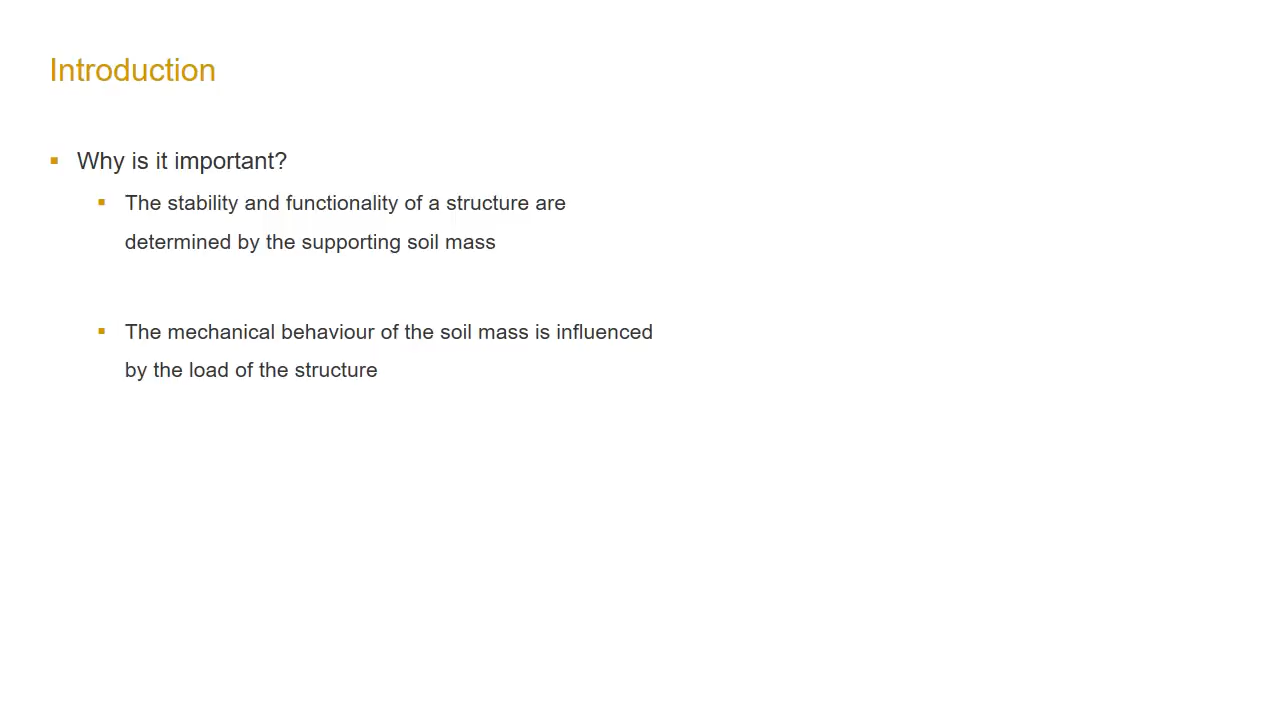 Introduction
Why is it important?
The stability and functionality of a structure are
determined by the supporting soil mass
The mechanical behaviour of the soil mass is influenced
by the load of the structure